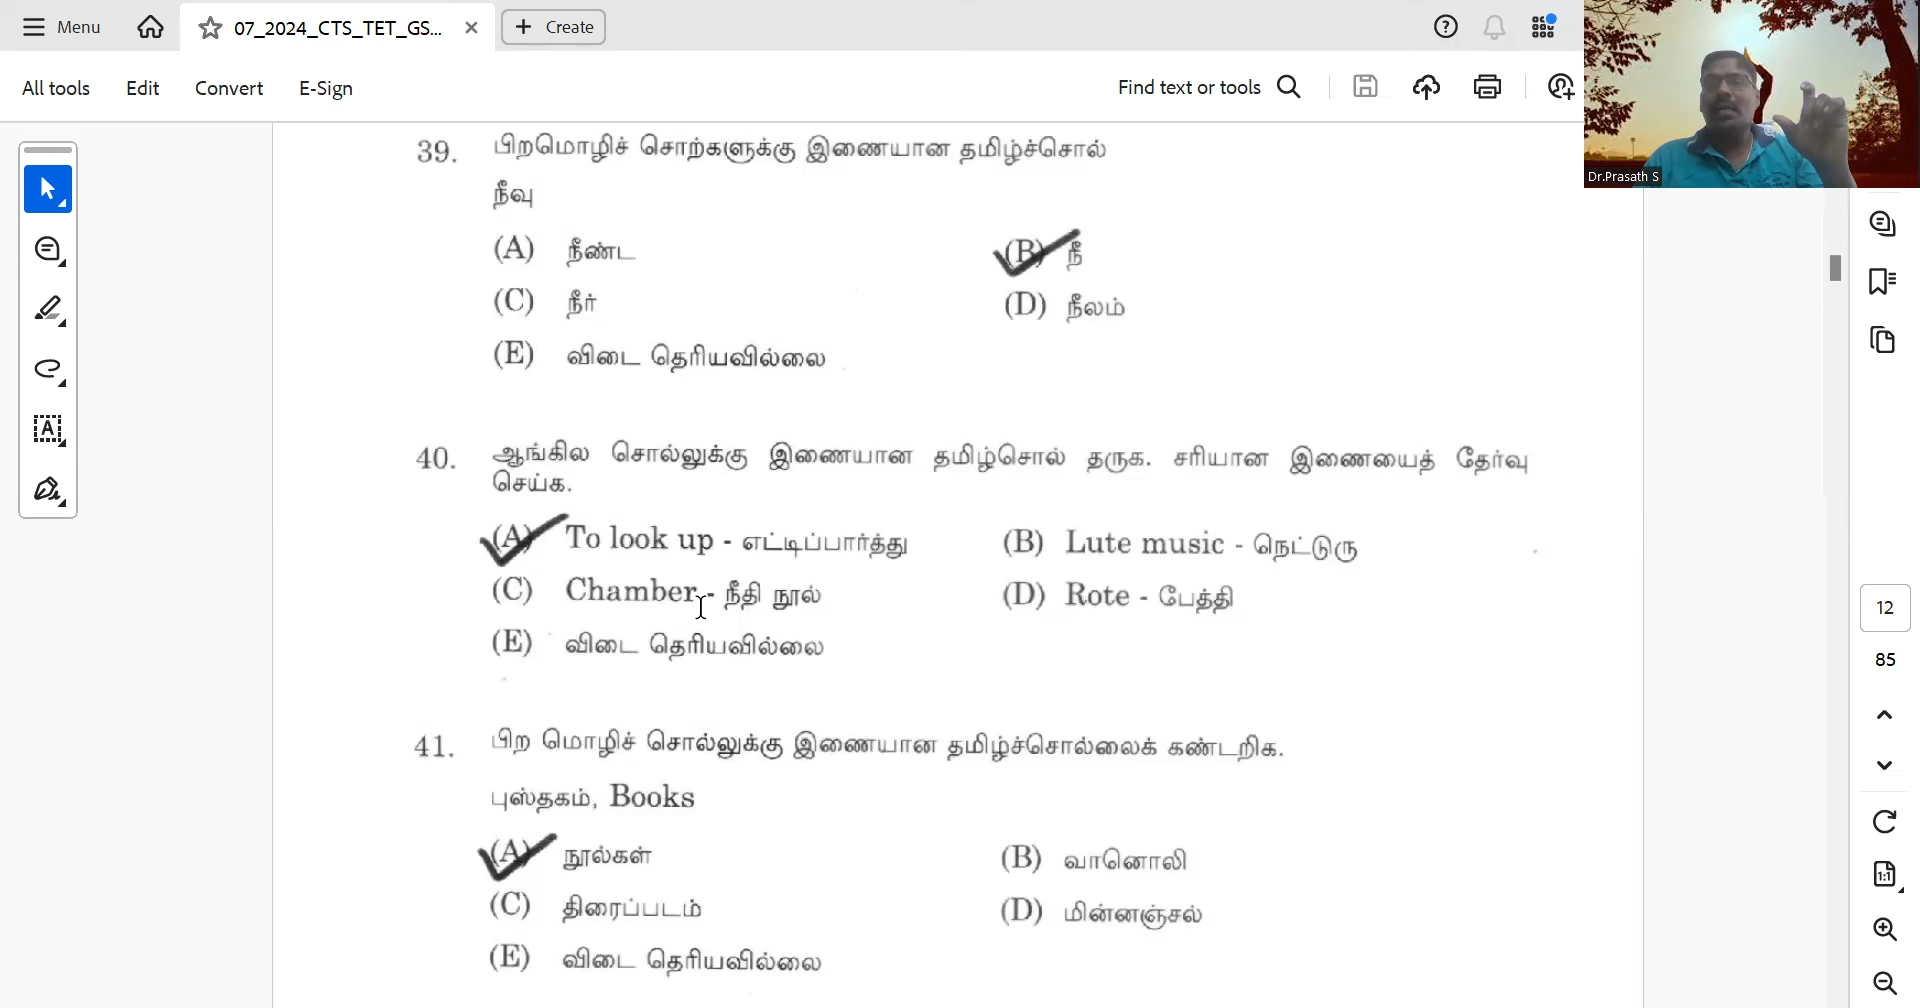 Menu
07_2024_CTS_TET_GS...
+ Create
All tools Edit Convert E-Sign
Find text or tools
Dr.Prasath S
39. பிறமொழிச் சொற்களுக்கு இணையான தமிழ்ச்சொல்
நீவு
(A) நீண்ட (B) நீ
(C) நீர் (D) நீலம்
(E) விடை தெரியவில்லை
40. ஆங்கில சொல்லுக்கு இணையான தமிழ்சொல் தருக. சரியான இணையைத் தேர்வு
செய்க.
(A) To look up - எட்டிப்பார்த்து (B) Lute music - நெட்டுரு
(C) Chamber - நீதி நூல் (D) Rote - பேத்தி
(E) விடை தெரியவில்லை
41. பிற மொழிச் சொல்லுக்கு இணையான தமிழ்ச்சொல்லைக் கண்டறிக.
புஸ்தகம், Books
(A) நூல்கள் (B) வானொலி
(C) திரைப்படம் (D) மின்னஞ்சல்
(E) விடை தெரியவில்லை
12
85
1:1